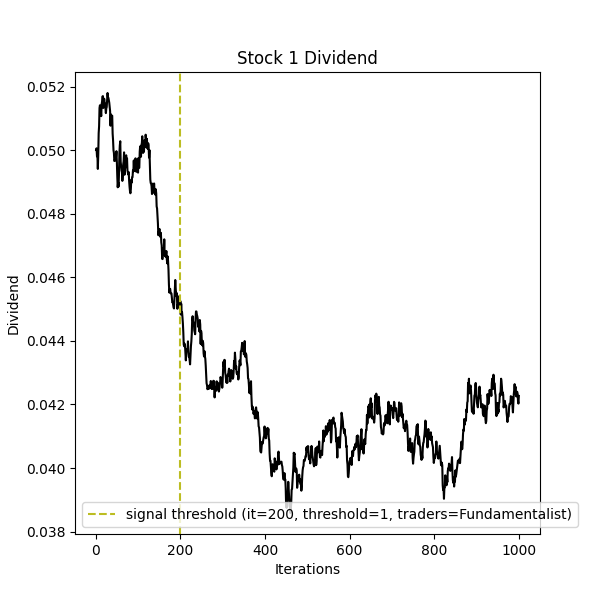 Stock 1 Dividend
0.052
0.050
0.048
0.046
0.044
0.042
0.040
0.038
Dividend
signal threshold (it=200, threshold=1, traders=Fundamentalist)
0 200 400 600 800 1000
Iterations